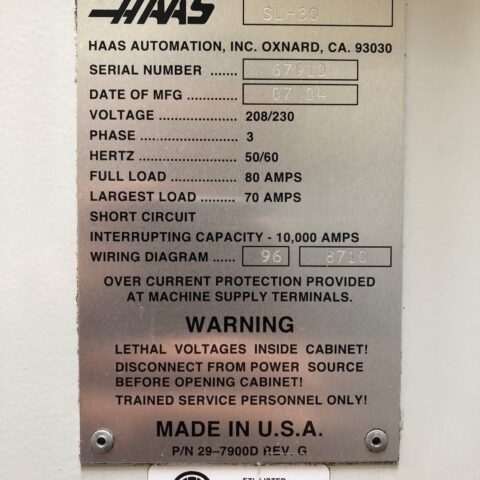 HAAS SL-30
HAAS AUTOMATION, INC. OXNARD, CA. 93030
SERIAL NUMBER ....... 67910
DATE OF MFG ............. 07 04
VOLTAGE .................... 208/230
PHASE ........................ 3
HERTZ ........................ 50/60
FULL LOAD ................ 80 AMPS
LARGEST LOAD ......... 70 AMPS
SHORT CIRCUIT
INTERRUPTING CAPACITY - 10,000 AMPS
WIRING DIAGRAM ...... 96 8710
OVER CURRENT PROTECTION PROVIDED
AT MACHINE SUPPLY TERMINALS.
WARNING
LETHAL VOLTAGES INSIDE CABINET!
DISCONNECT FROM POWER SOURCE
BEFORE OPENING CABINET!
TRAINED SERVICE PERSONNEL ONLY!
MADE IN U.S.A.
P/N 29-7900D REV. G
ETL LISTED